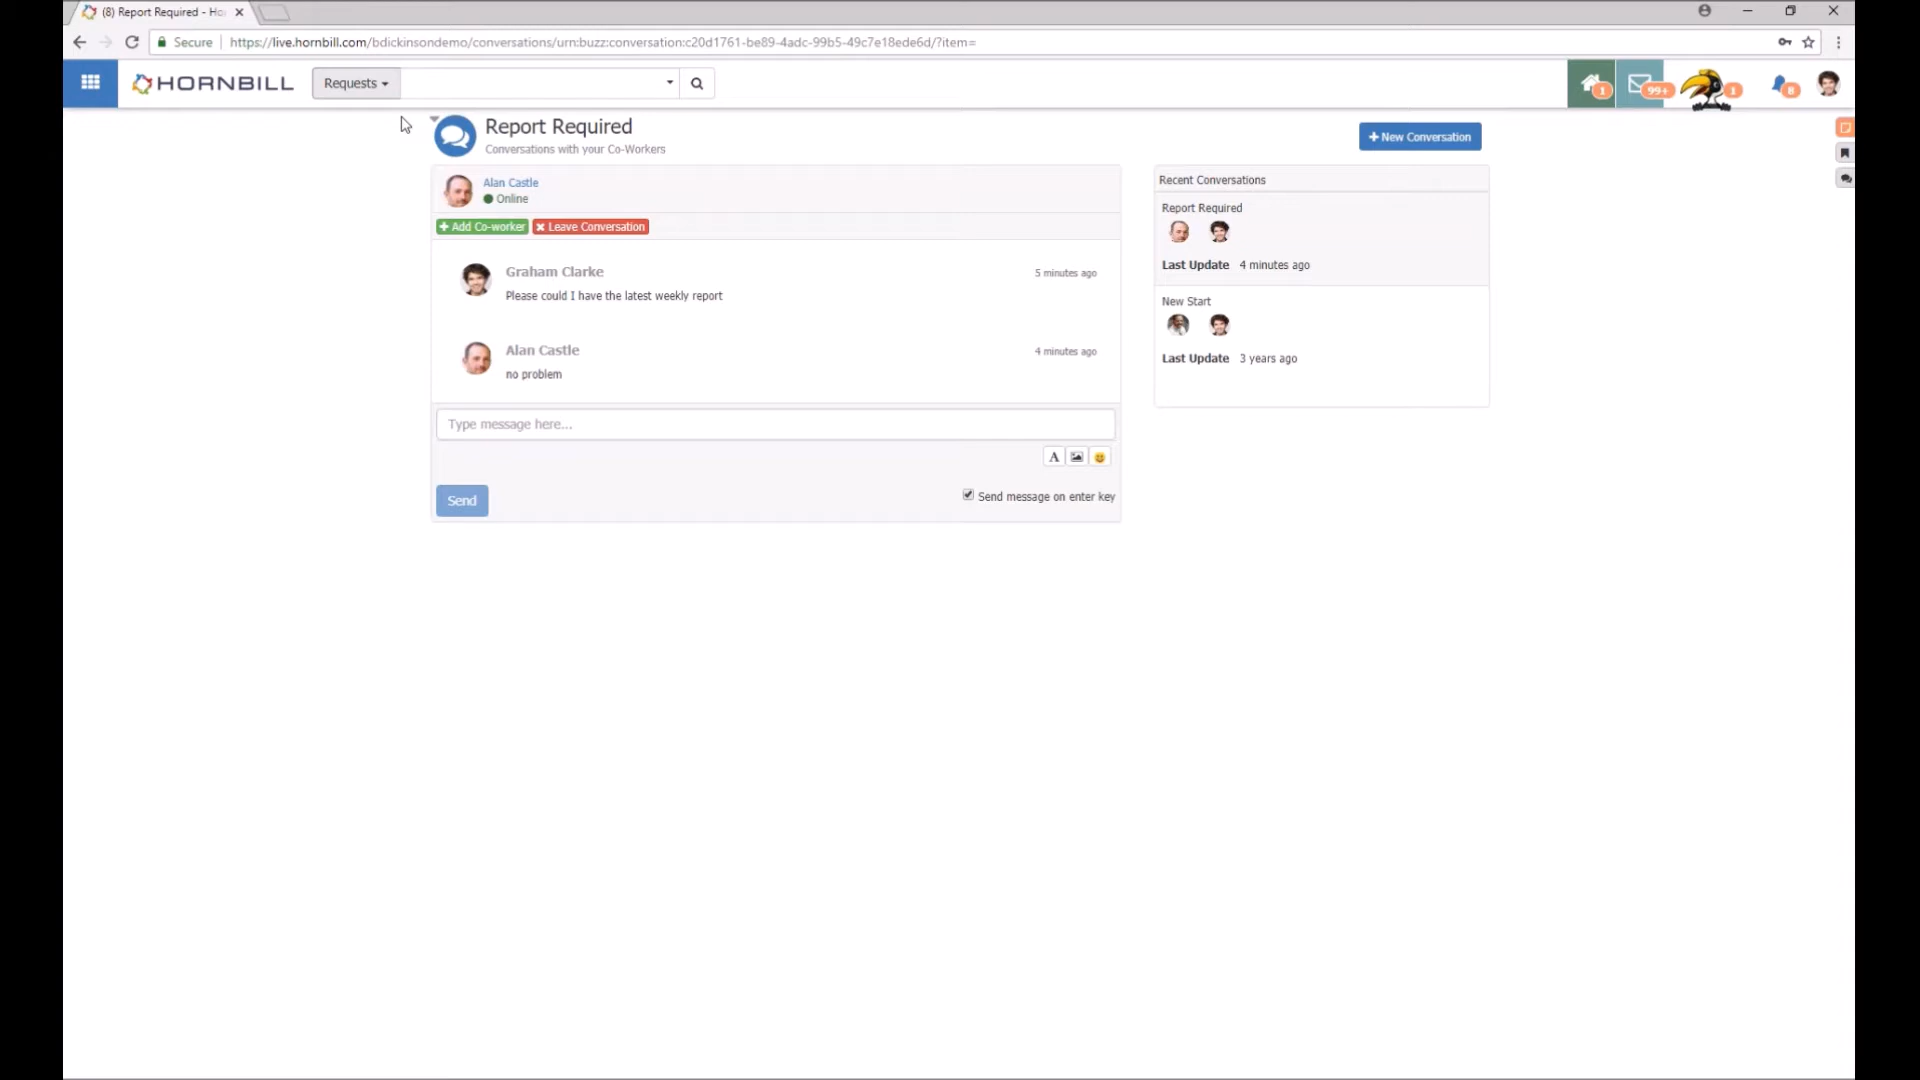 (8) Report Required - Ho
Secure
https://live.hornbill.com/bdickinsondemo/conversations/urn:buzz:conversation:c20d1761-be89-4adc-99b5-49c7e18ede6d/?item=
HORNBILL
Requests
1
99+
1
8
Report Required
Conversations with your Co-Workers
+ New Conversation
Alan Castle
Online
+ Add Co-worker
Leave Conversation
Graham Clarke
5 minutes ago
Please could I have the latest weekly report
Alan Castle
4 minutes ago
no problem
Type message here...
A
Send
Send message on enter key
Recent Conversations
Report Required
Last Update 4 minutes ago
New Start
Last Update 3 years ago